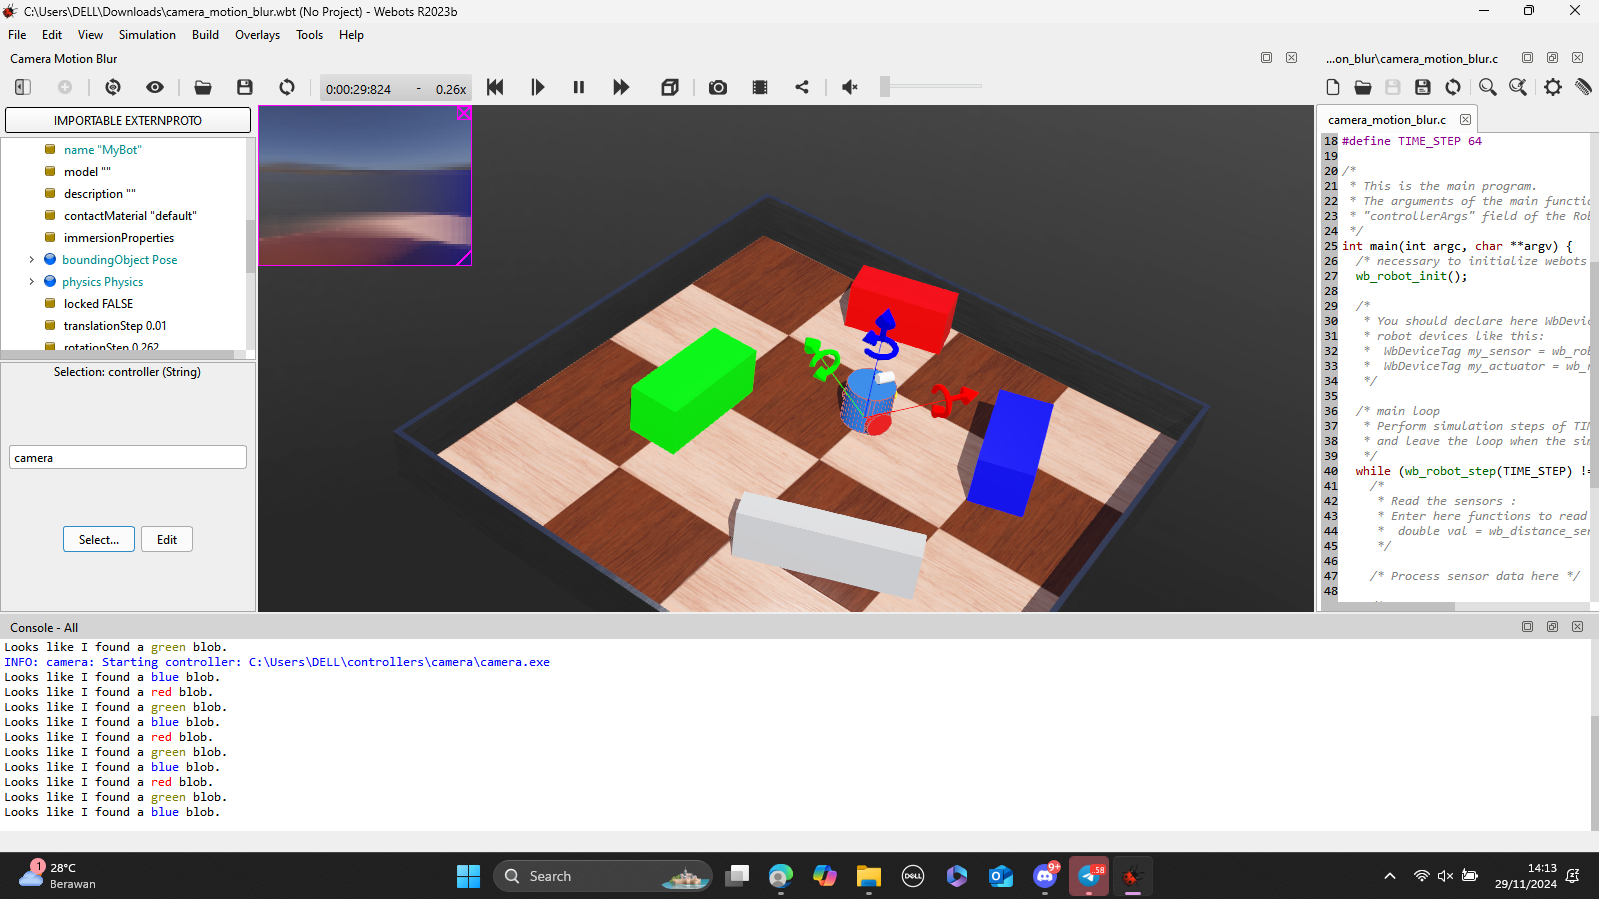 C:\Users\DELL\Downloads\camera_motion_blur.wbt (No Project) - Webots R2023b
File Edit View Simulation Build Overlays Tools Help
Camera Motion Blur
...on_blur\camera_motion_blur.c
0:00:29:824 - 0.26x
IMPORTABLE EXTERNPROTO
name "MyBot"
model ""
description ""
contactMaterial "default"
immersionProperties
boundingObject Pose
physics Physics
locked FALSE
translationStep 0.01
rotationStep 0.262
Selection: controller (String)
camera
Select...
Edit
camera_motion_blur.c
18 #define TIME_STEP 64
19
20 /*
21 * This is the main program.
22 * The arguments of the main functio
23 * "controllerArgs" field of the Rob
24 */
25 int main(int argc, char **argv) {
26 /* necessary to initialize webots
27 wb_robot_init();
28
29 /*
30 * You should declare here WbDevic
31 * robot devices like this:
32 * WbDeviceTag my_sensor = wb_rob
33 * WbDeviceTag my_actuator = wb_r
34 */
35
36 /* main loop
37 * Perform simulation steps of TIM
38 * and leave the loop when the sim
39 */
40 while (wb_robot_step(TIME_STEP) !=
41 /*
42 * Read the sensors :
43 * Enter here functions to read
44 * double val = wb_distance_sen
45 */
46
47 /* Process sensor data here */
48
Console - All
Looks like I found a green blob.
INFO: camera: Starting controller: C:\Users\DELL\controllers\camera\camera.exe
Looks like I found a blue blob.
Looks like I found a red blob.
Looks like I found a green blob.
Looks like I found a blue blob.
Looks like I found a red blob.
Looks like I found a green blob.
Looks like I found a blue blob.
Looks like I found a red blob.
Looks like I found a green blob.
Looks like I found a blue blob.
1
28°C
Berawan
Search
DELL
9+
58
14:13
29/11/2024